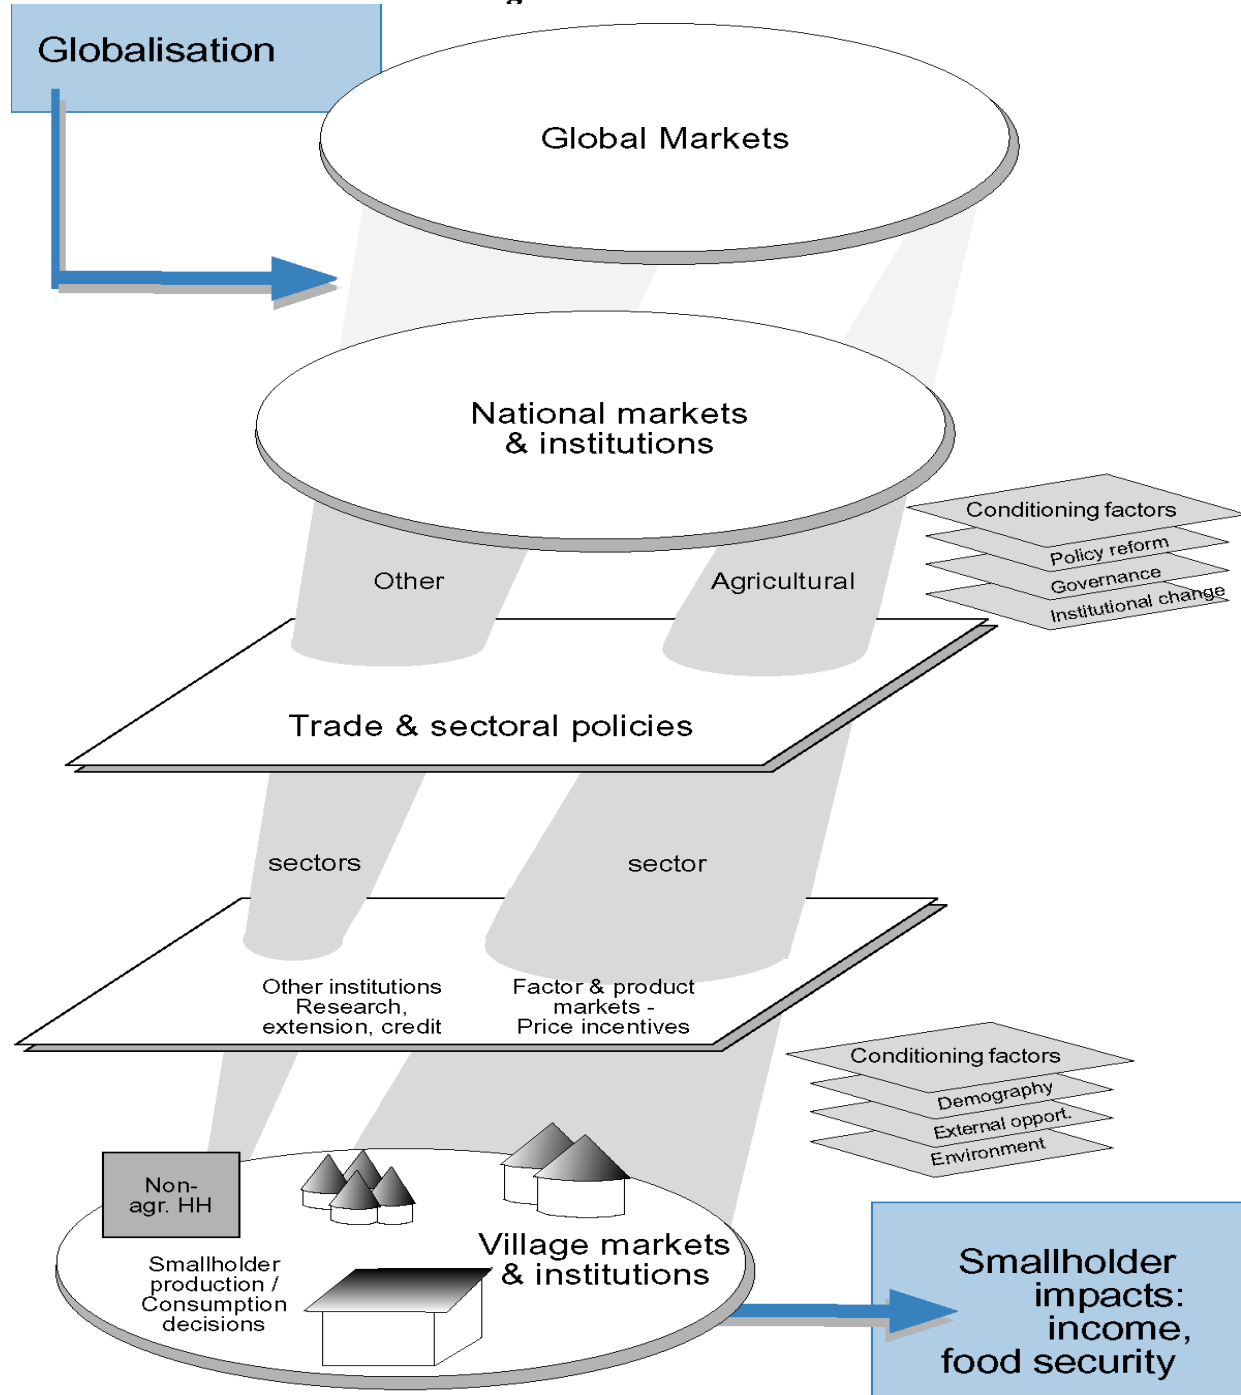 Globalisation
Global Markets
National markets
& institutions
Conditioning factors
Policy reform
Governance
Institutional change
Other
Agricultural
Trade & sectoral policies
sectors
sector
Other institutions
Research,
extension, credit
Factor & product
markets -
Price incentives
Conditioning factors
Demography
External opport.
Environment
Non-
agr. HH
Village markets
& institutions
Smallholder
production /
Consumption
decisions
Smallholder
impacts:
income,
food security